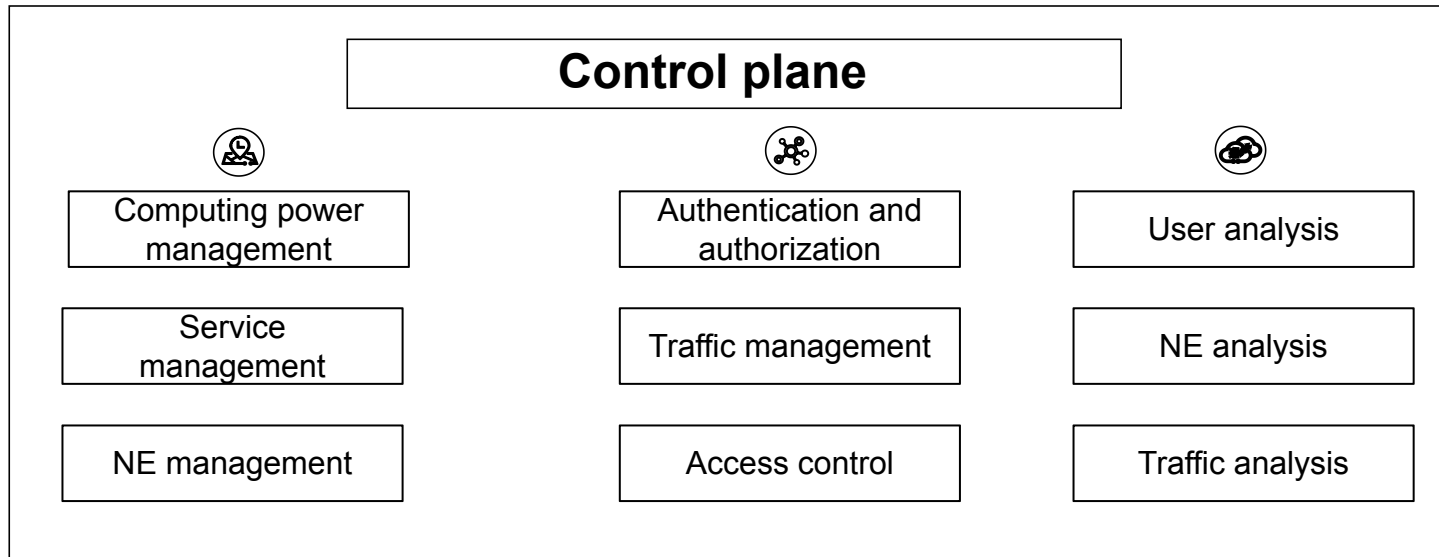 Control plane
Computing power
management
Authentication and
authorization
User analysis
Service
management
Traffic management
NE analysis
NE management
Access control
Traffic analysis